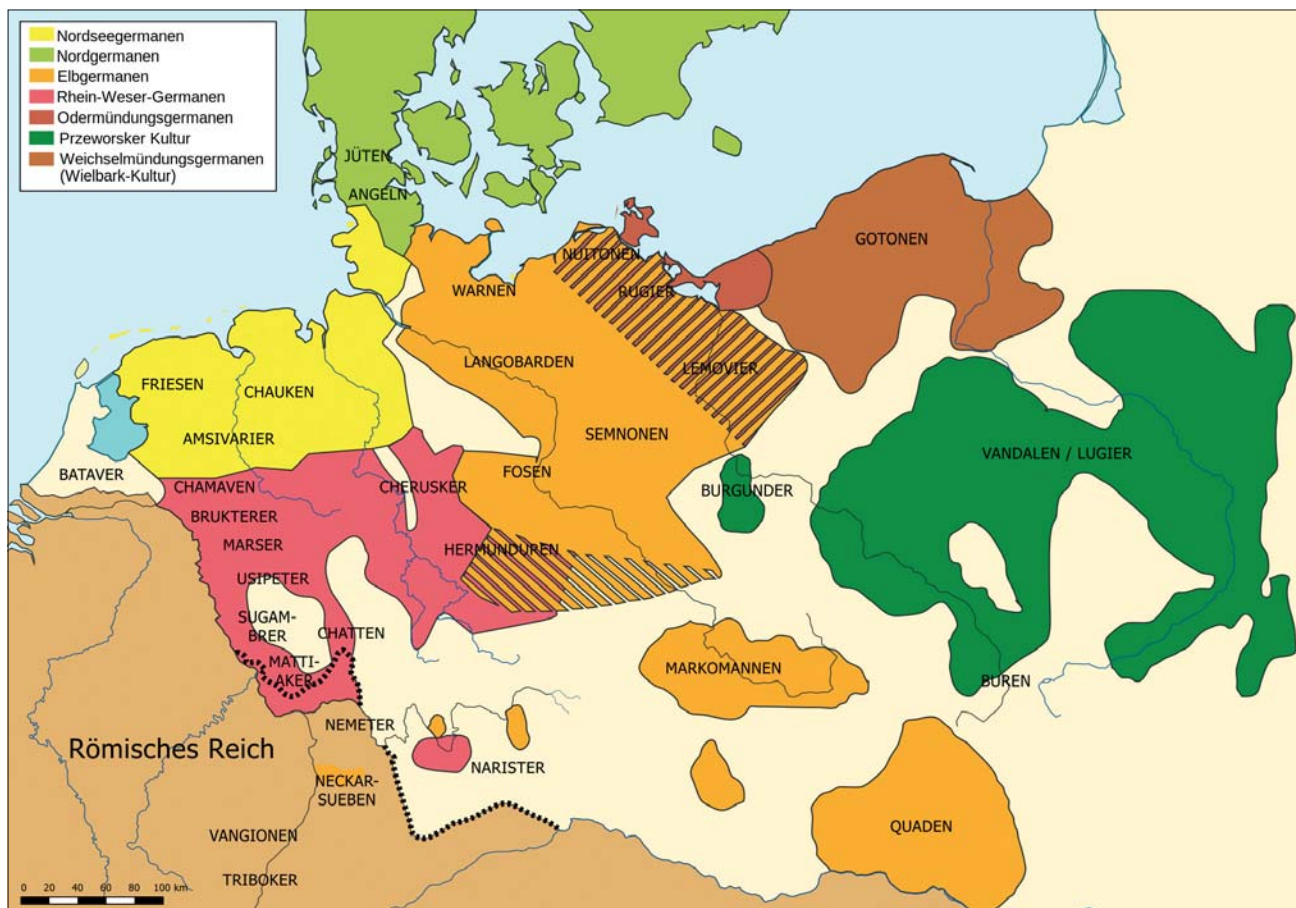 Nordseegermanen
Nordgermanen
Elbgermanen
Rhein-Weser-Germanen
Odermündungsgermanen
Przeworsker Kultur
Weichselmündungsgermanen
(Wielbark-Kultur)
JÜTEN
ANGELN
GOTONEN
NUITONEN
WARNEN
RUGIER
LANGOBARDEN
LEMOVIER
FRIESEN
CHAUKEN
AMSIVARIER
SEMNONEN
VANDALEN / LUGIER
BATAVER
FOSEN
CHAMAVEN
CHERUSKER
BURGUNDER
BRUKTERER
MARSER
HERMUNDUREN
USIPETER
SUGAM-
BRER
CHATTEN
MATTI-
AKER
MARKOMANNEN
BUREN
NEMETER
Römisches Reich
NARISTER
NECKAR-
SUEBEN
QUADEN
VANGIONEN
TRIBOKER
0 20 40 60 80 100 km